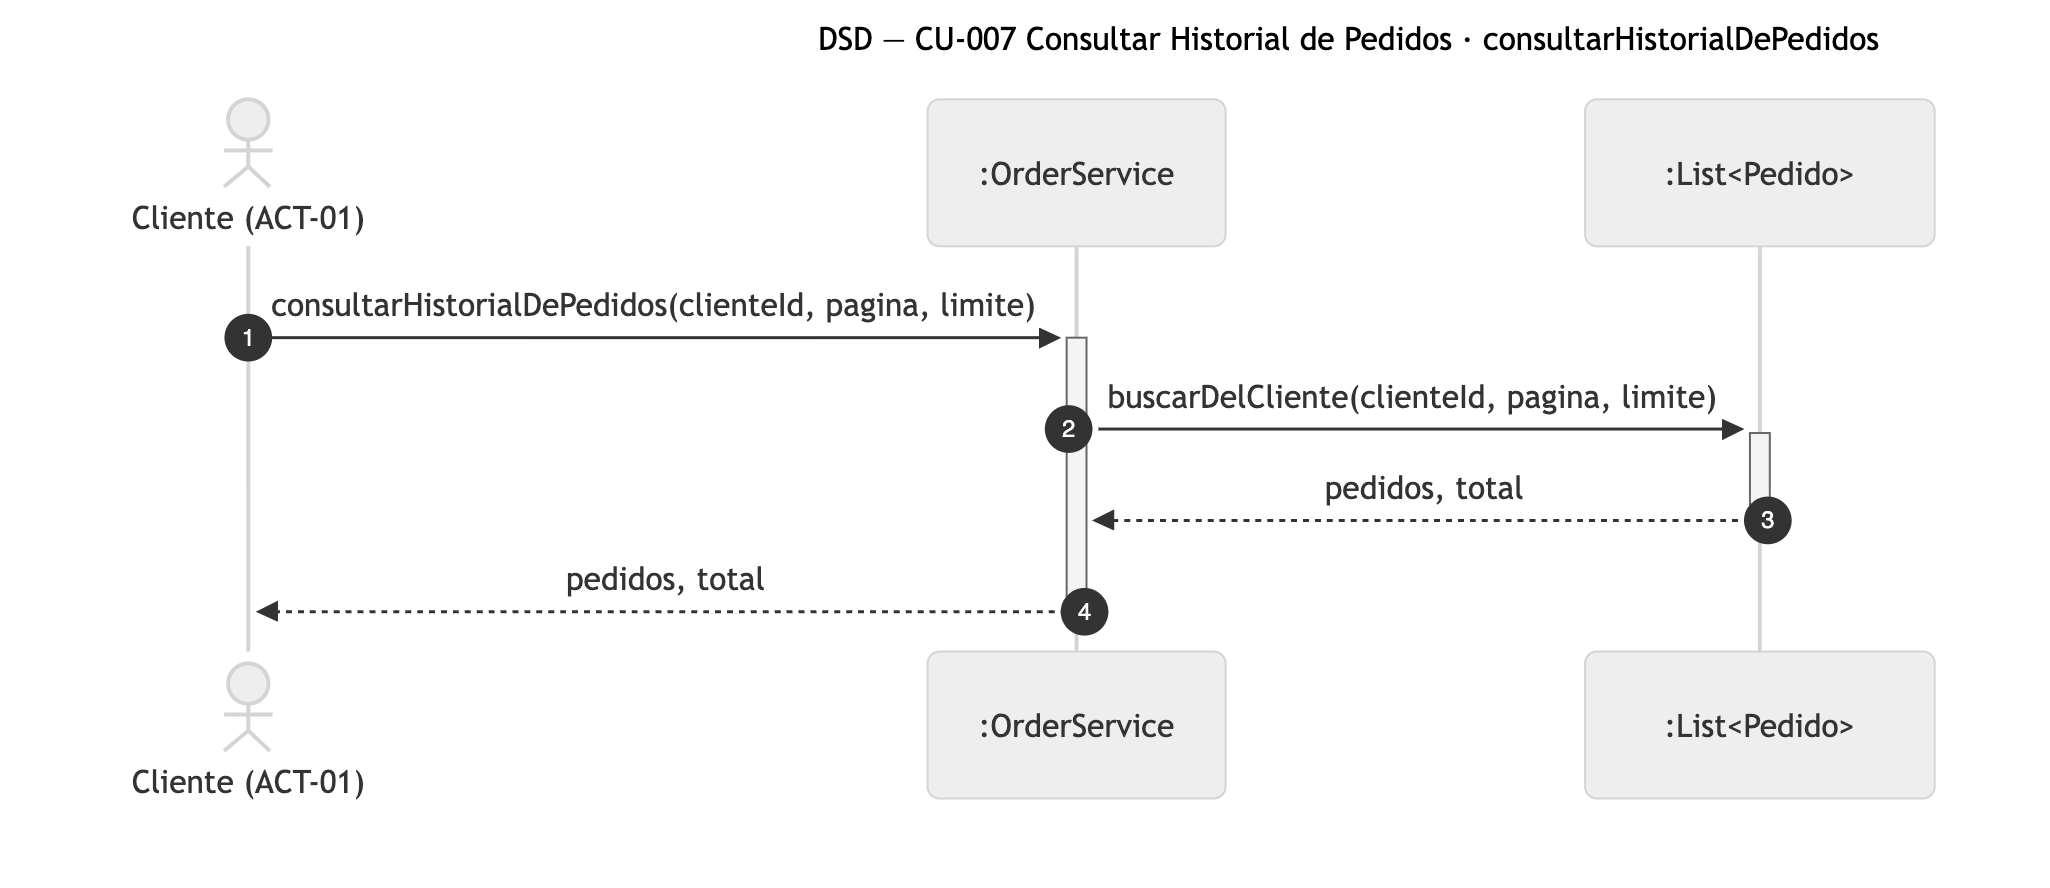 DSD — CU-007 Consultar Historial de Pedidos · consultarHistorialDePedidos
Cliente (ACT-01)
:OrderService
:List<Pedido>
consultarHistorialDePedidos(clienteId, pagina, limite)
1
buscarDelCliente(clienteId, pagina, limite)
2
pedidos, total
3
pedidos, total
4
Cliente (ACT-01)
:OrderService
:List<Pedido>